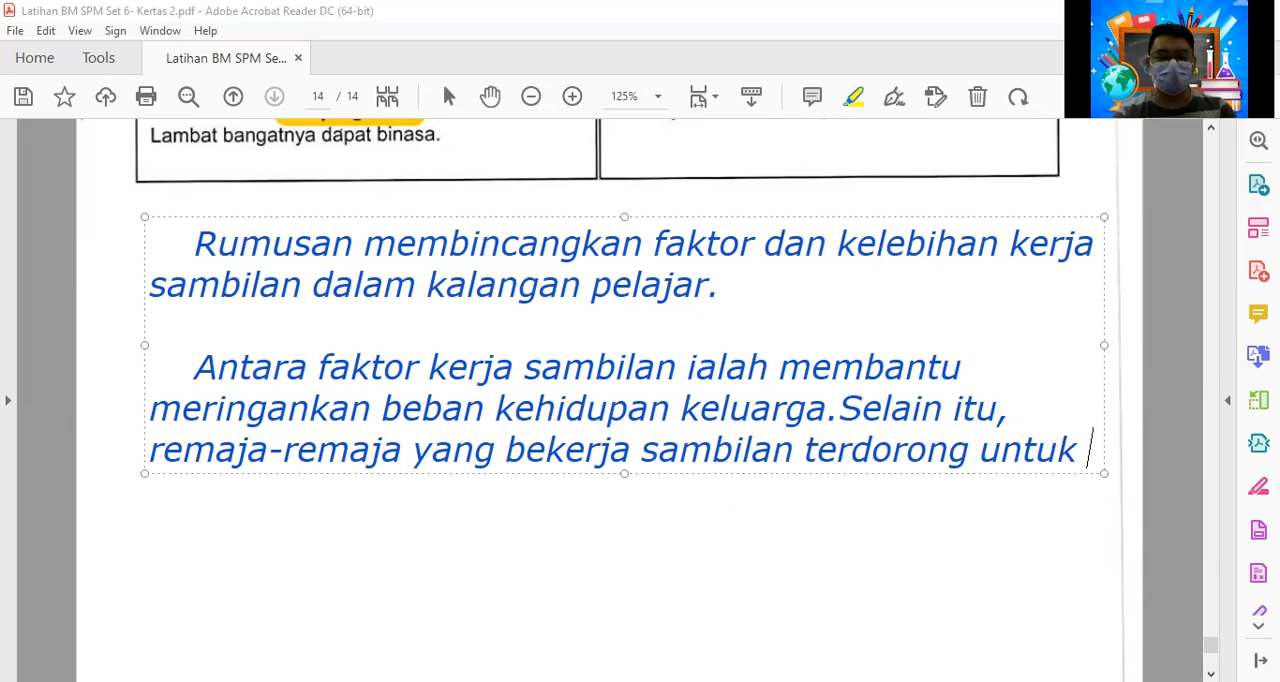 Latihan BM SPM Set 6- Kertas 2.pdf - Adobe Acrobat Reader DC (64-bit)
File Edit View Sign Window Help
Home Tools Latihan BM SPM Se... ×
14 / 14 125%
Lambat bangatnya dapat binasa.
Rumusan membincangkan faktor dan kelebihan kerja
sambilan dalam kalangan pelajar.
Antara faktor kerja sambilan ialah membantu
meringankan beban kehidupan keluarga.Selain itu,
remaja-remaja yang bekerja sambilan terdorong untuk